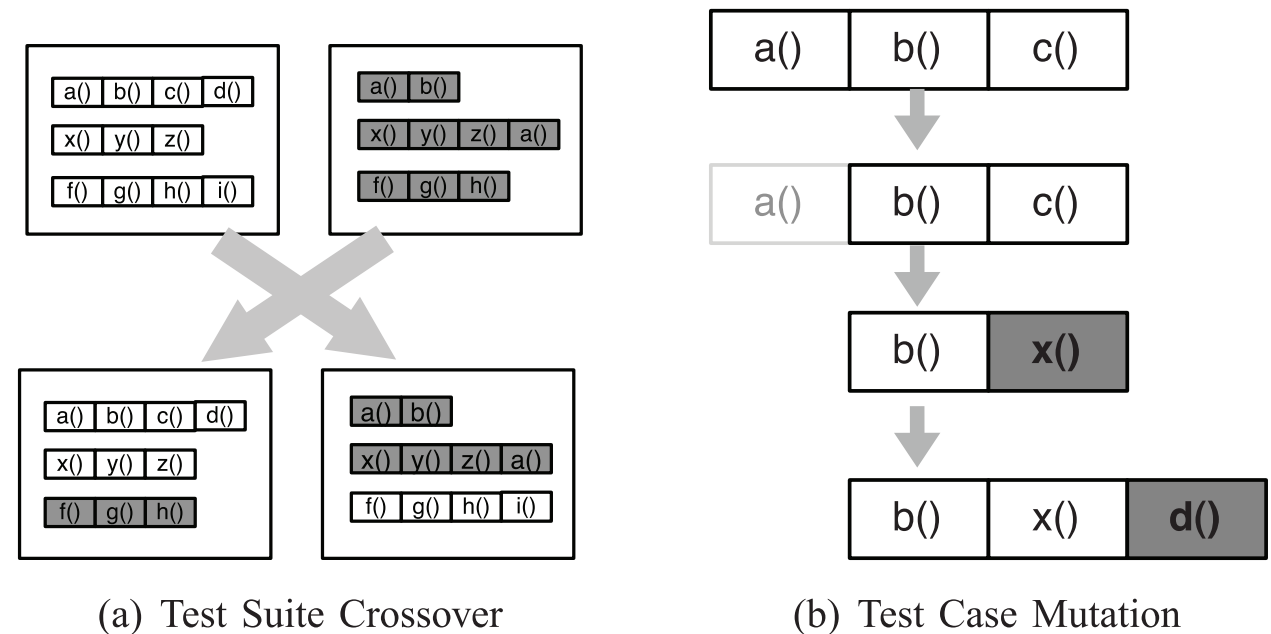 a() b() c() d()
x() y() z()
f() g() h() i()
a() b()
x() y() z() a()
f() g() h()
a() b() c() d()
x() y() z()
f() g() h()
a() b()
x() y() z() a()
f() g() h() i()
(a) Test Suite Crossover
a() b() c()
a() b() c()
b() x()
b() x() d()
(b) Test Case Mutation